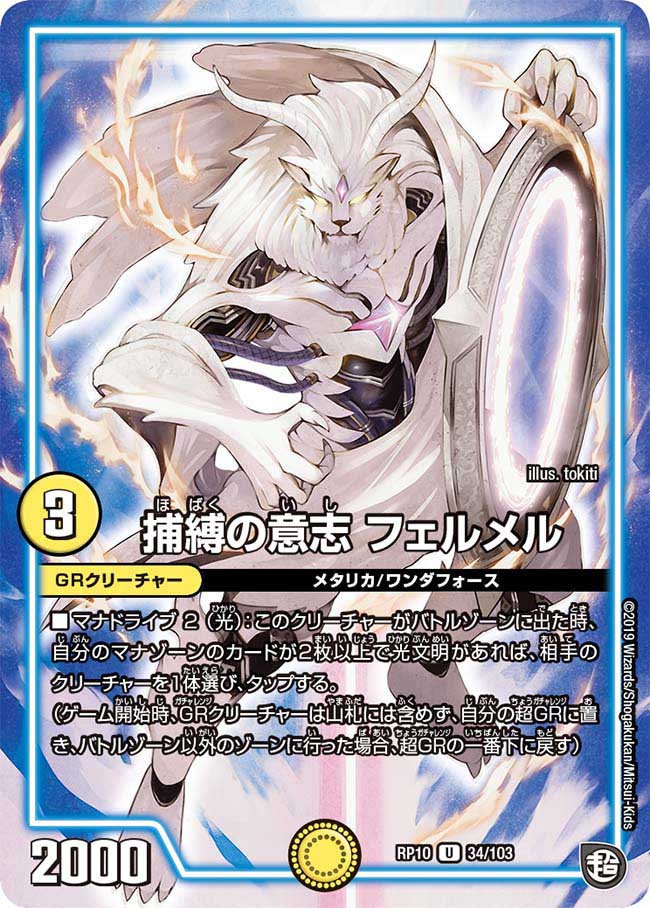 illus. tokiti
3
捕縛の意志 フェルメル
ほばく いし
GRクリーチャー
メタリカ/ワンダフォース
■マナドライブ2(光):このクリーチャーがバトルゾーンに出た時、
自分のマナゾーンのカードが2枚以上で光文明があれば、相手の
クリーチャーを1体選び、タップする。
(ゲーム開始時、GRクリーチャーは山札には含めず、自分の超GRに置
き、バトルゾーン以外のゾーンに行った場合、超GRの一番下に戻す)
2000
RP10 U 34/103
超
©2019 Wizards/Shogakukan/Mitsui-Kids